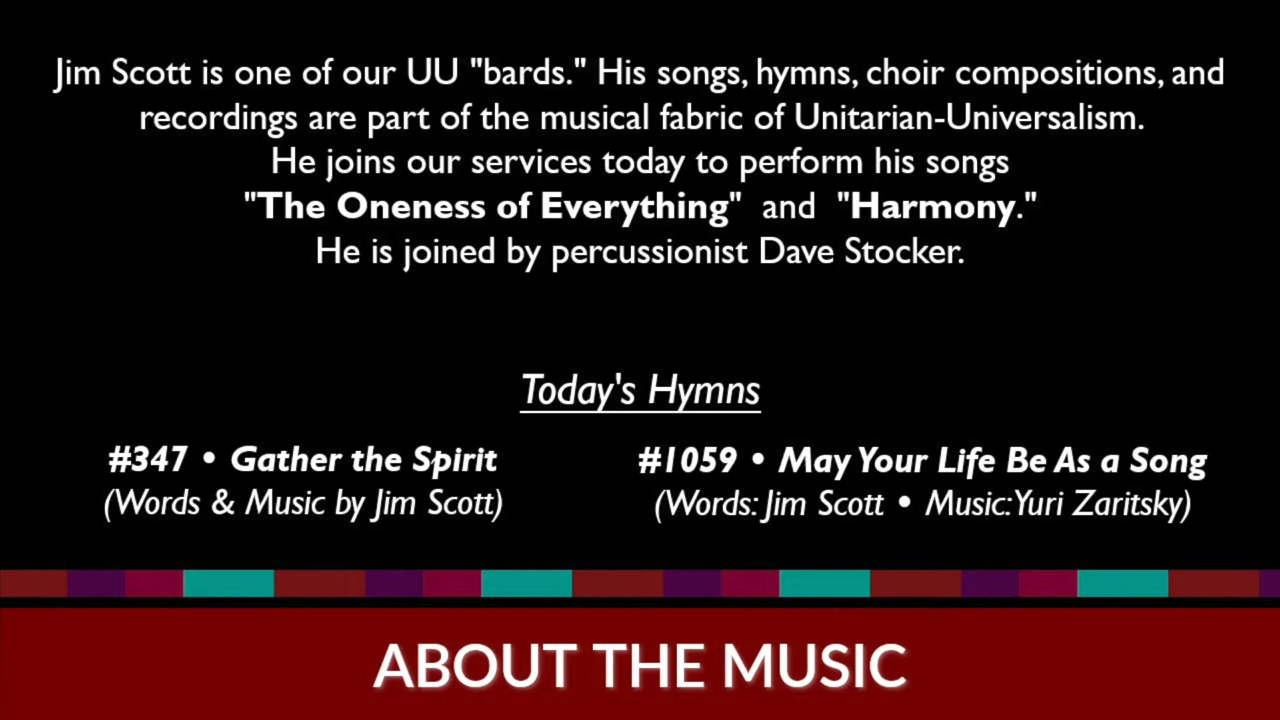 Jim Scott is one of our UU "bards." His songs, hymns, choir compositions, and
recordings are part of the musical fabric of Unitarian-Universalism.
He joins our services today to perform his songs
"The Oneness of Everything" and "Harmony."
He is joined by percussionist Dave Stocker.
Today's Hymns
#347 • Gather the Spirit
(Words & Music by Jim Scott)
#1059 • May Your Life Be As a Song
(Words: Jim Scott • Music: Yuri Zaritsky)
ABOUT THE MUSIC